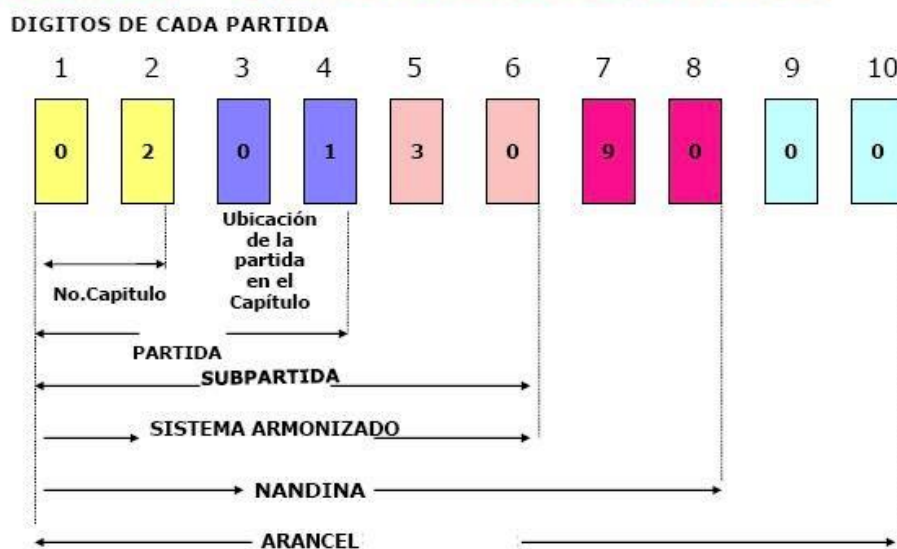 DIGITOS DE CADA PARTIDA
1 2 3 4 5 6 7 8 9 10
0 2 0 1 3 0 9 0 0 0
Ubicación
de la
partida
en el
Capítulo
No.Capitulo
PARTIDA
SUBPARTIDA
SISTEMA ARMONIZADO
NANDINA
ARANCEL